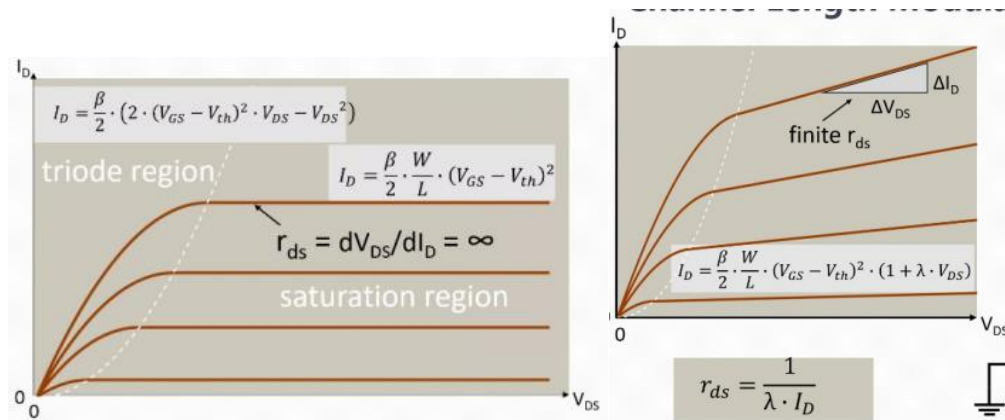 I_D
I_D = β/2 · (2 · (V_GS − V_th)² · V_DS − V_DS²)
triode region
I_D = β/2 · W/L · (V_GS − V_th)²
r_ds = dV_DS/dI_D = ∞
saturation region
0
0
V_DS
I_D
ΔI_D
ΔV_DS
finite r_ds
I_D = β/2 · W/L · (V_GS − V_th)² · (1 + λ · V_DS)
0
V_DS
r_ds = 1/(λ · I_D)